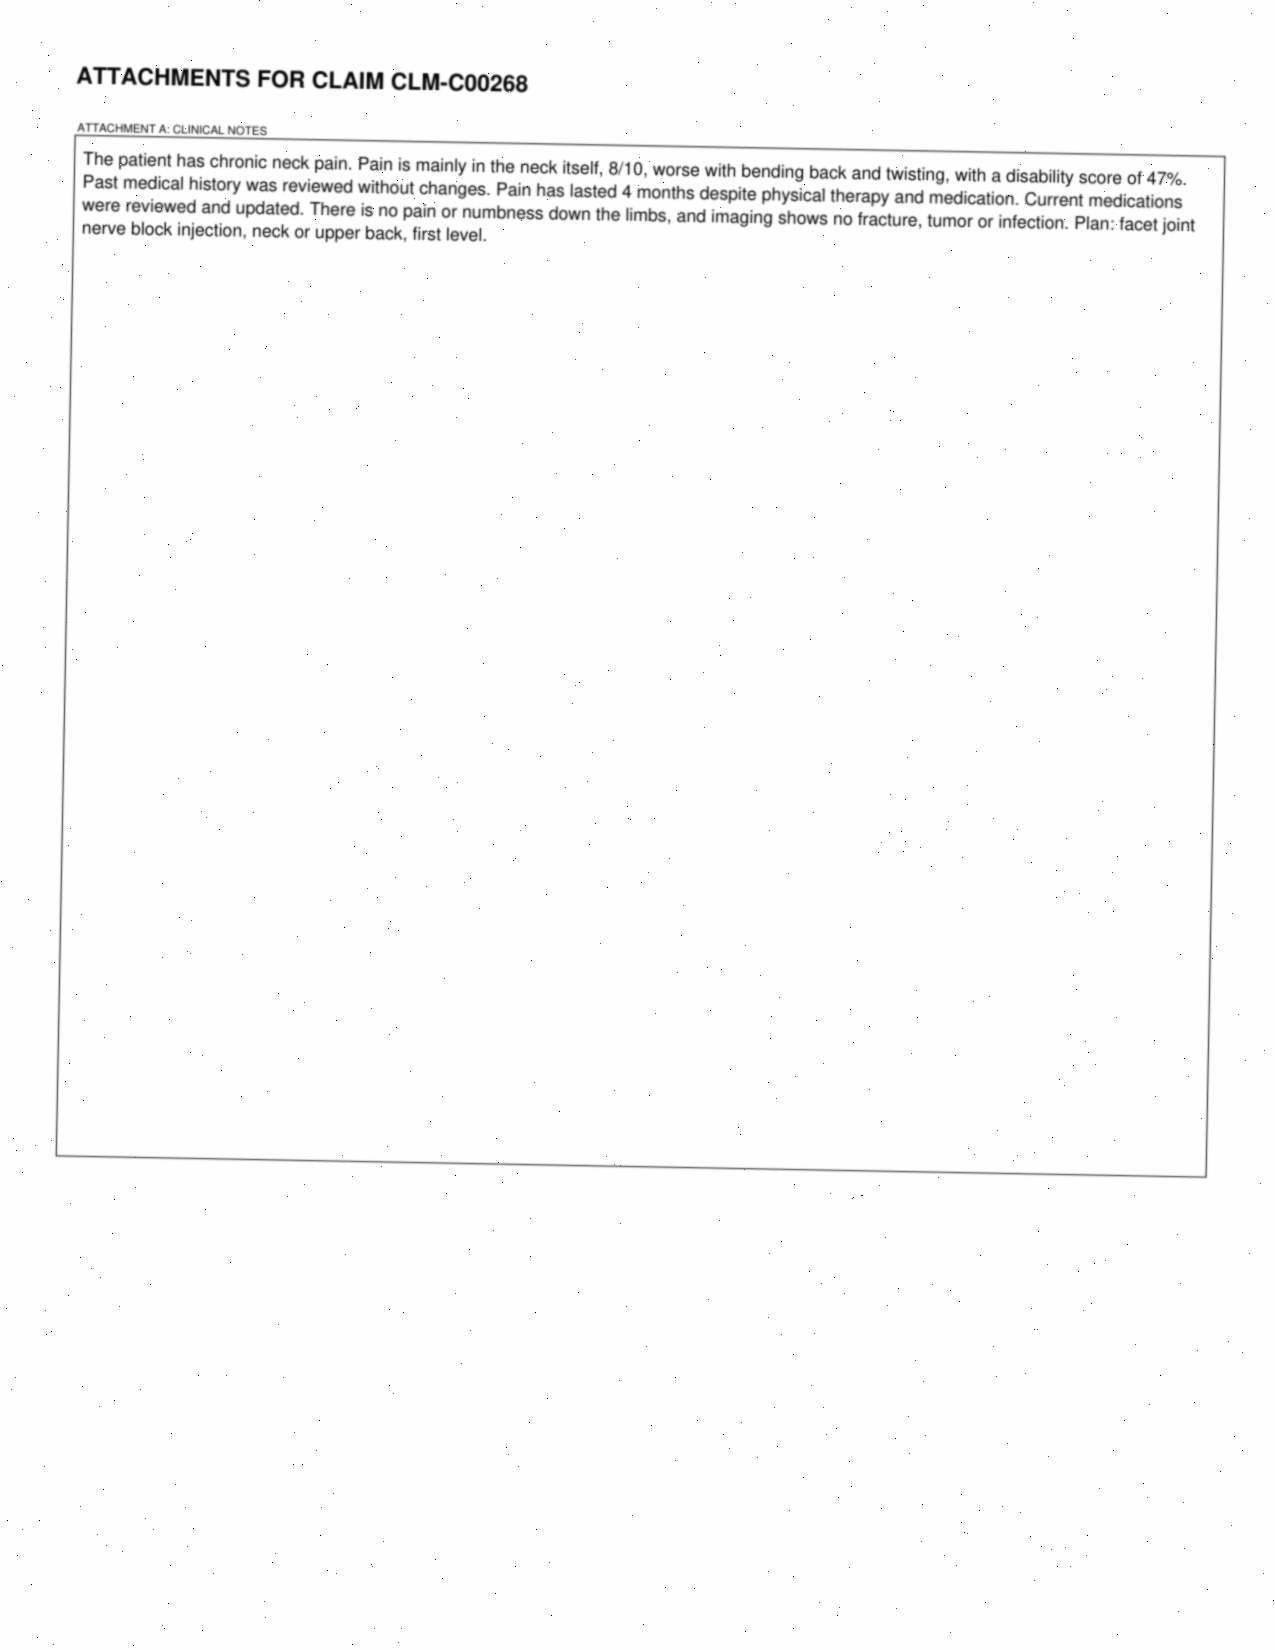 ATTACHMENTS FOR CLAIM CLM-C00268
ATTACHMENT A: CLINICAL NOTES
The patient has chronic neck pain. Pain is mainly in the neck itself, 8/10, worse with bending back and twisting, with a disability score of 47%.
Past medical history was reviewed without changes. Pain has lasted 4 months despite physical therapy and medication. Current medications
were reviewed and updated. There is no pain or numbness down the limbs, and imaging shows no fracture, tumor or infection. Plan: facet joint
nerve block injection, neck or upper back, first level.